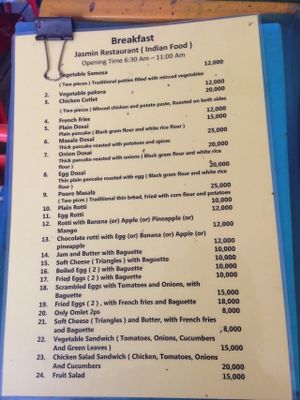 Breakfast
Jasmin Restaurant ( Indian Food )
Opening Time 6:30 Am – 11:00 Am
Vegetable Samosa 12,000
(Two pieces ) Traditional patties filled with minced vegetables
2. Vegetable pakora 20,000
3. Chicken Cutlet 12,000
(Two pieces ) Minced chicken and potato paste, Roasted on both sides
4. French fries 12,000
5. Plain Dosai 15,000
Plain pancake ( Black gram flour and white rice flour )
6. Masala Dosai 25,000
Thick pancake roasted with potatoes and spices
7. Onion Dosai 20,000
Thick pancake roasted with onions ( Black gram flour and white rice flour )
8. Egg Dosai 20,000
Thin plain pancake roasted with egg ( Black gram flour and white rice flour )
9. Poore Masala 25,000
( Two pices ) Traditional thin bread, Fried with corn flour and potatoes
10. Plain Rotti 10,000
11. Egg Rotti 12,000
12. Rotti with Banana (or) Apple (or) Pineapple (or) Mango
12,000
13. Chocolate rotti with Egg (or) Banana (or) Apple (or) pineapple
12,000
14. Jam and Butter with Baguette 10,000
15. Soft Cheese ( Triangles ) with Baguette 10,000
16. Boiled Egg ( 2 ) with Baguette 10,000
17. Fried Eggs ( 2 ) with Baguette 10,000
18. Scrambled Eggs with Tomatoes and Onions, with
Baguette 15,000
19. Fried Eggs ( 2 ) , with French fries and Baguette 18,000
20. Only Omlet 2ps 8,000
21. Soft Cheese ( Triangles ) and Butter, with French fries
and Baguette 8,000
22. Vegetable Sandwich ( Tomatoes, Onions, Cucumbers
And Green Leaves ) 15,000
23. Chicken Salad Sandwich ( Chicken, Tomatoes, Onions
And Cucumbers 20,000
24. Fruit Salad 15,000